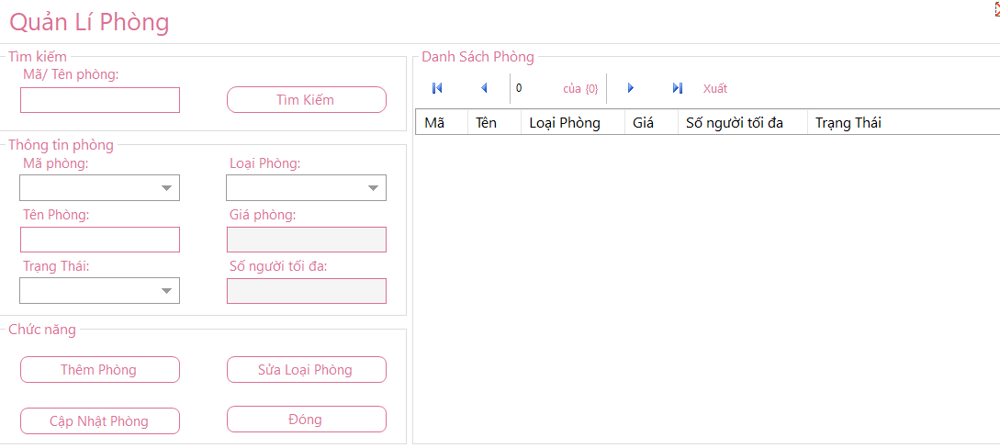 Quản Lí Phòng
Tìm kiếm
Mã/ Tên phòng:
Tìm Kiếm
Thông tin phòng
Mã phòng:
Loại Phòng:
Tên Phòng:
Giá phòng:
Trạng Thái:
Số người tối đa:
Chức năng
Thêm Phòng
Sửa Loại Phòng
Cập Nhật Phòng
Đóng
Danh Sách Phòng
0 của {0} Xuất
Mã Tên Loại Phòng Giá Số người tối đa Trạng Thái